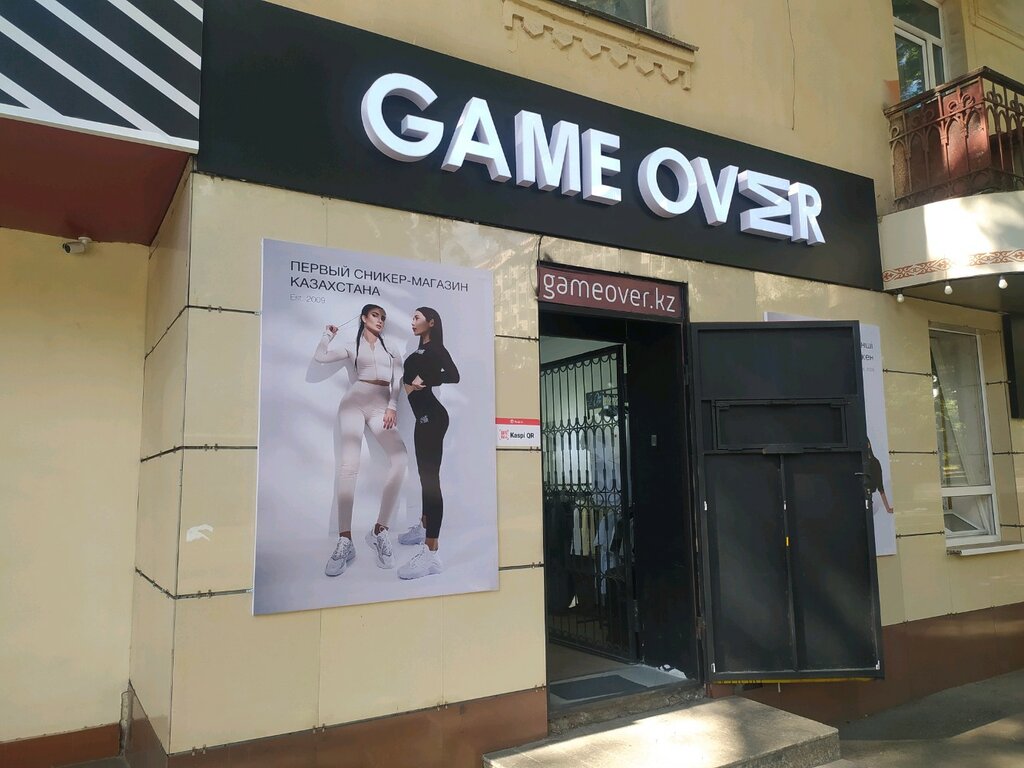 GAME OVER
gameover.kz
ПЕРВЫЙ СНИКЕР-МАГАЗИН
КАЗАХСТАНА
Est. 2009
Kaspi QR